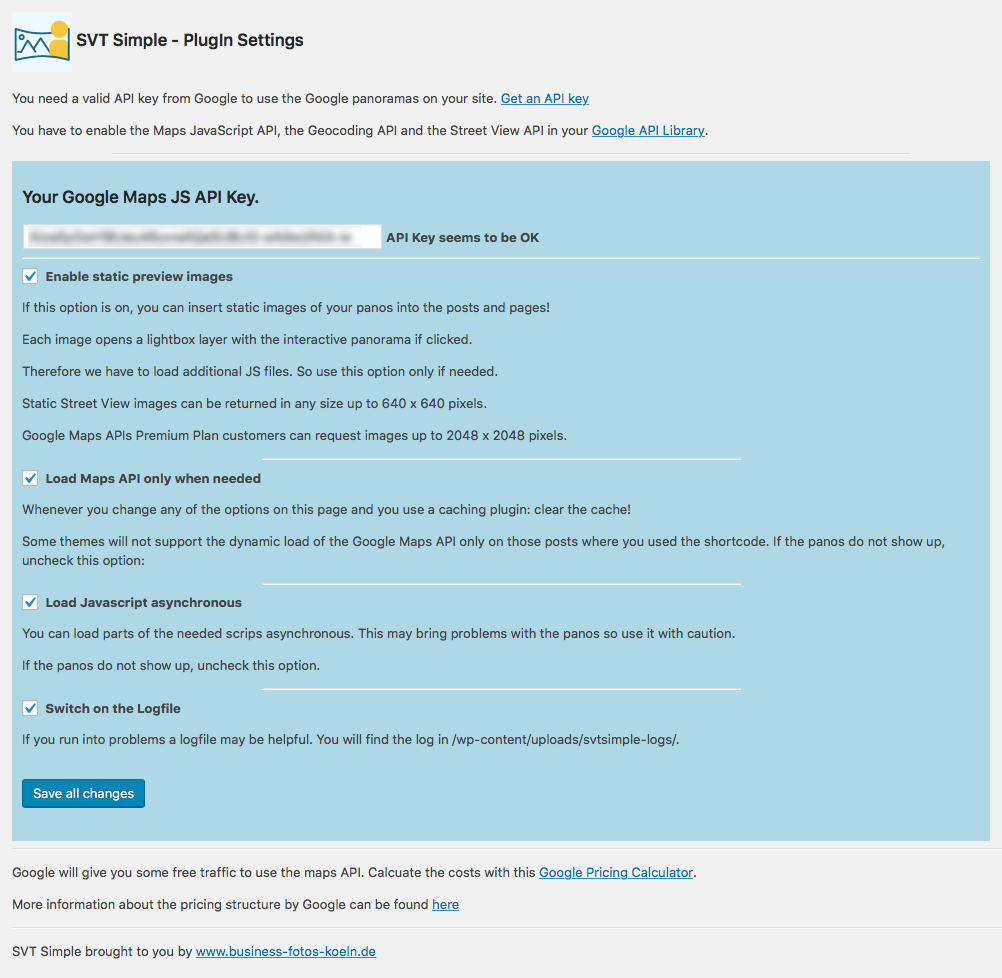 SVT Simple - PlugIn Settings
You need a valid API key from Google to use the Google panoramas on your site. Get an API key
You have to enable the Maps JavaScript API, the Geocoding API and the Street View API in your Google API Library.
Your Google Maps JS API Key.
API Key seems to be OK
Enable static preview images
If this option is on, you can insert static images of your panos into the posts and pages!
Each image opens a lightbox layer with the interactive panorama if clicked.
Therefore we have to load additional JS files. So use this option only if needed.
Static Street View images can be returned in any size up to 640 x 640 pixels.
Google Maps APIs Premium Plan customers can request images up to 2048 x 2048 pixels.
Load Maps API only when needed
Whenever you change any of the options on this page and you use a caching plugin: clear the cache!
Some themes will not support the dynamic load of the Google Maps API only on those posts where you used the shortcode. If the panos do not show up,
uncheck this option:
Load Javascript asynchronous
You can load parts of the needed scrips asynchronous. This may bring problems with the panos so use it with caution.
If the panos do not show up, uncheck this option.
Switch on the Logfile
If you run into problems a logfile may be helpful. You will find the log in /wp-content/uploads/svtsimple-logs/.
Save all changes
Google will give you some free traffic to use the maps API. Calcuate the costs with this Google Pricing Calculator.
More information about the pricing structure by Google can be found here
SVT Simple brought to you by www.business-fotos-koeln.de